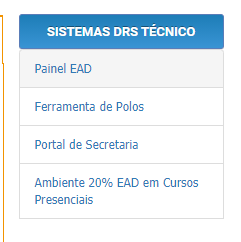 SISTEMAS DRS TÉCNICO
Painel EAD
Ferramenta de Polos
Portal de Secretaria
Ambiente 20% EAD em Cursos
Presenciais